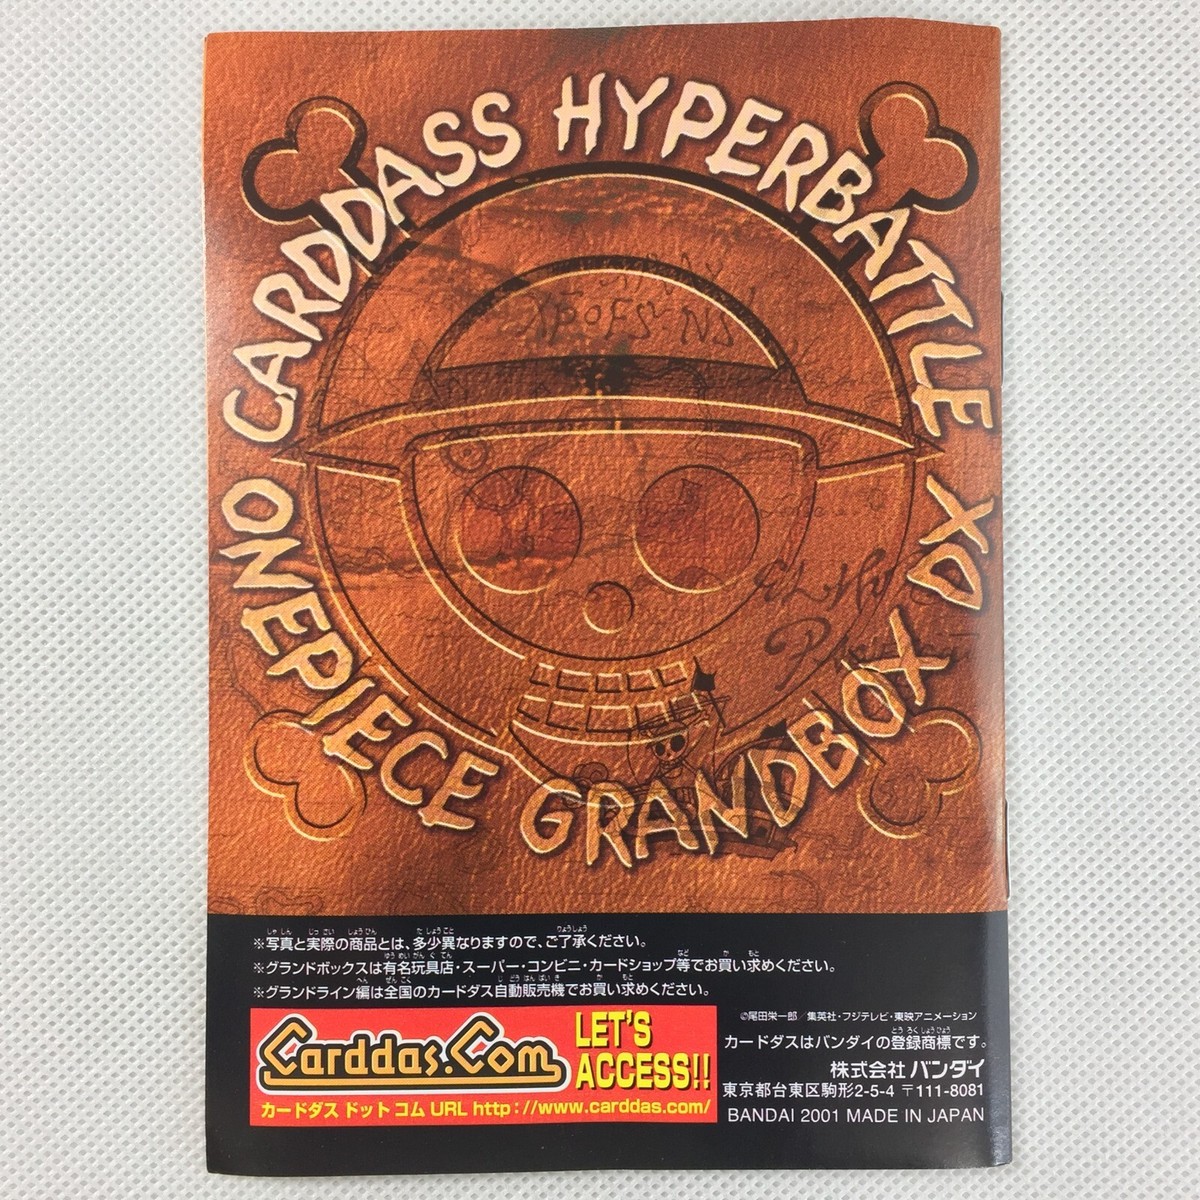 CARDDASS HYPERBATTLE XO
ONEPIECE GRANDBOX
※写真と実際の商品とは、多少異なりますので、ご了承ください。
※グランドボックスは有名玩具店・スーパー・コンビニ・カードショップ等でお買い求めください。
※グランドライン編は全国のカードダス自動販売機でお買い求めください。
Carddas.Com
LET'S
ACCESS!!
カードダス ドット コム URL http://www.carddas.com/
©尾田栄一郎／集英社・フジテレビ・東映アニメーション
カードダスはバンダイの登録商標です。
株式会社 バンダイ
東京都台東区駒形2-5-4 〒111-8081
BANDAI 2001 MADE IN JAPAN